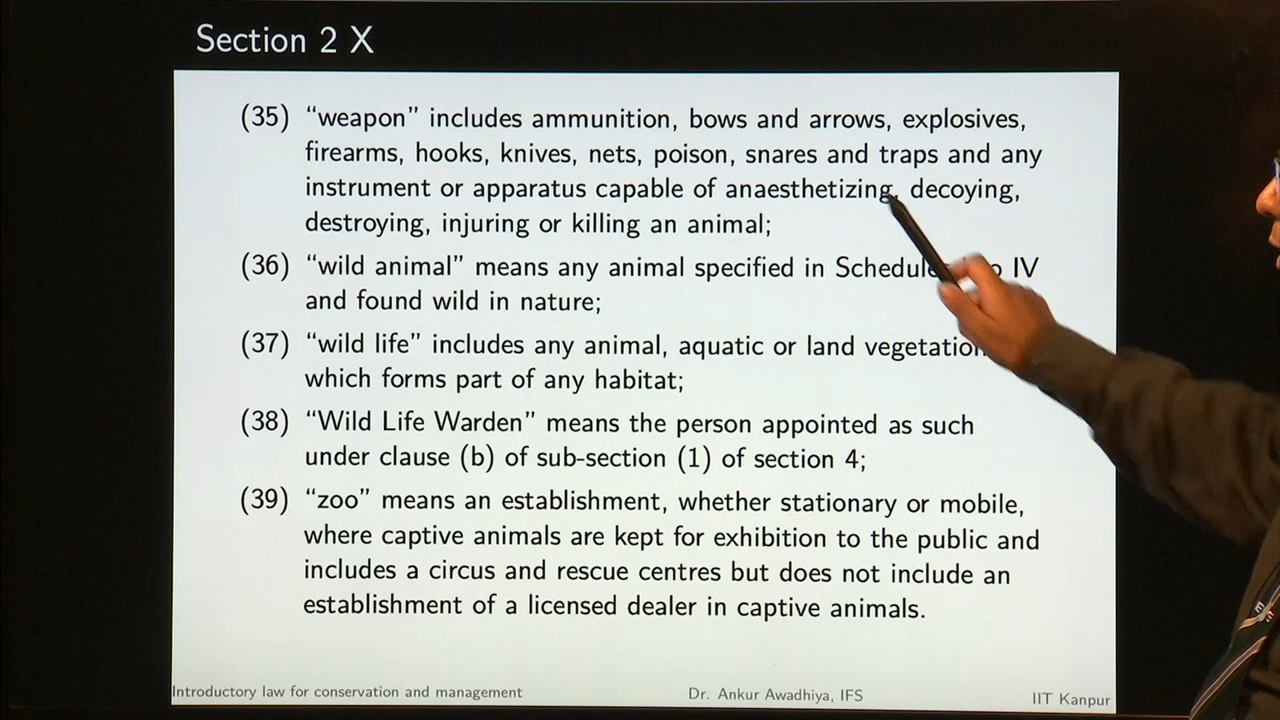 Section 2 X
(35) “weapon” includes ammunition, bows and arrows, explosives,
firearms, hooks, knives, nets, poison, snares and traps and any
instrument or apparatus capable of anaesthetizing, decoying,
destroying, injuring or killing an animal;
(36) “wild animal” means any animal specified in IV
and found wild in nature;
(37) “wild life” includes any animal, aquatic or land vegetation
which forms part of any habitat;
(38) “Wild Life Warden” means the person appointed as such
under clause (b) of sub-section (1) of section 4;
(39) “zoo” means an establishment, whether stationary or mobile,
where captive animals are kept for exhibition to the public and
includes a circus and rescue centres but does not include an
establishment of a licensed dealer in captive animals.
Introductory law for conservation and management Dr. Ankur Awadhiya, IFS IIT Kanpur